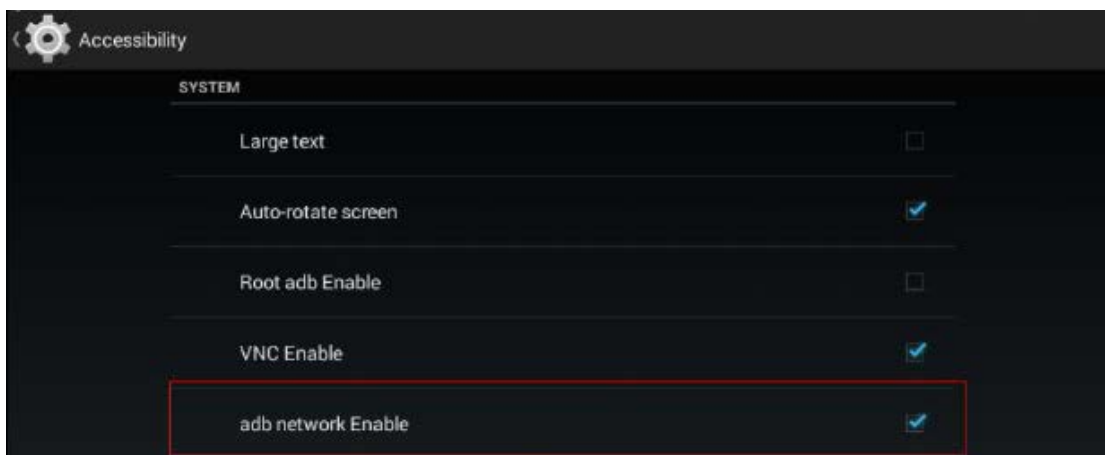 Accessibility
SYSTEM
Large text
Auto-rotate screen
Root adb Enable
VNC Enable
adb network Enable